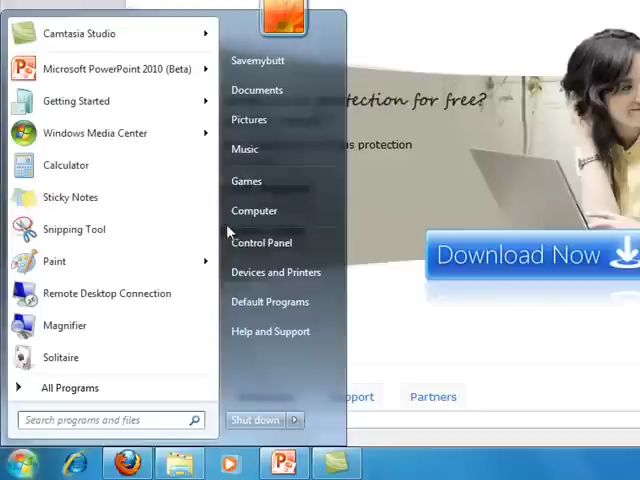 Camtasia Studio
Microsoft PowerPoint 2010 (Beta)
Getting Started
Windows Media Center
Calculator
Sticky Notes
Snipping Tool
Paint
Remote Desktop Connection
Magnifier
Solitaire
All Programs
Search programs and files
Savemybutt
Documents
Pictures
Music
Games
Computer
Control Panel
Devices and Printers
Default Programs
Help and Support
Shut down
for free?
protection
Download Now
Partners